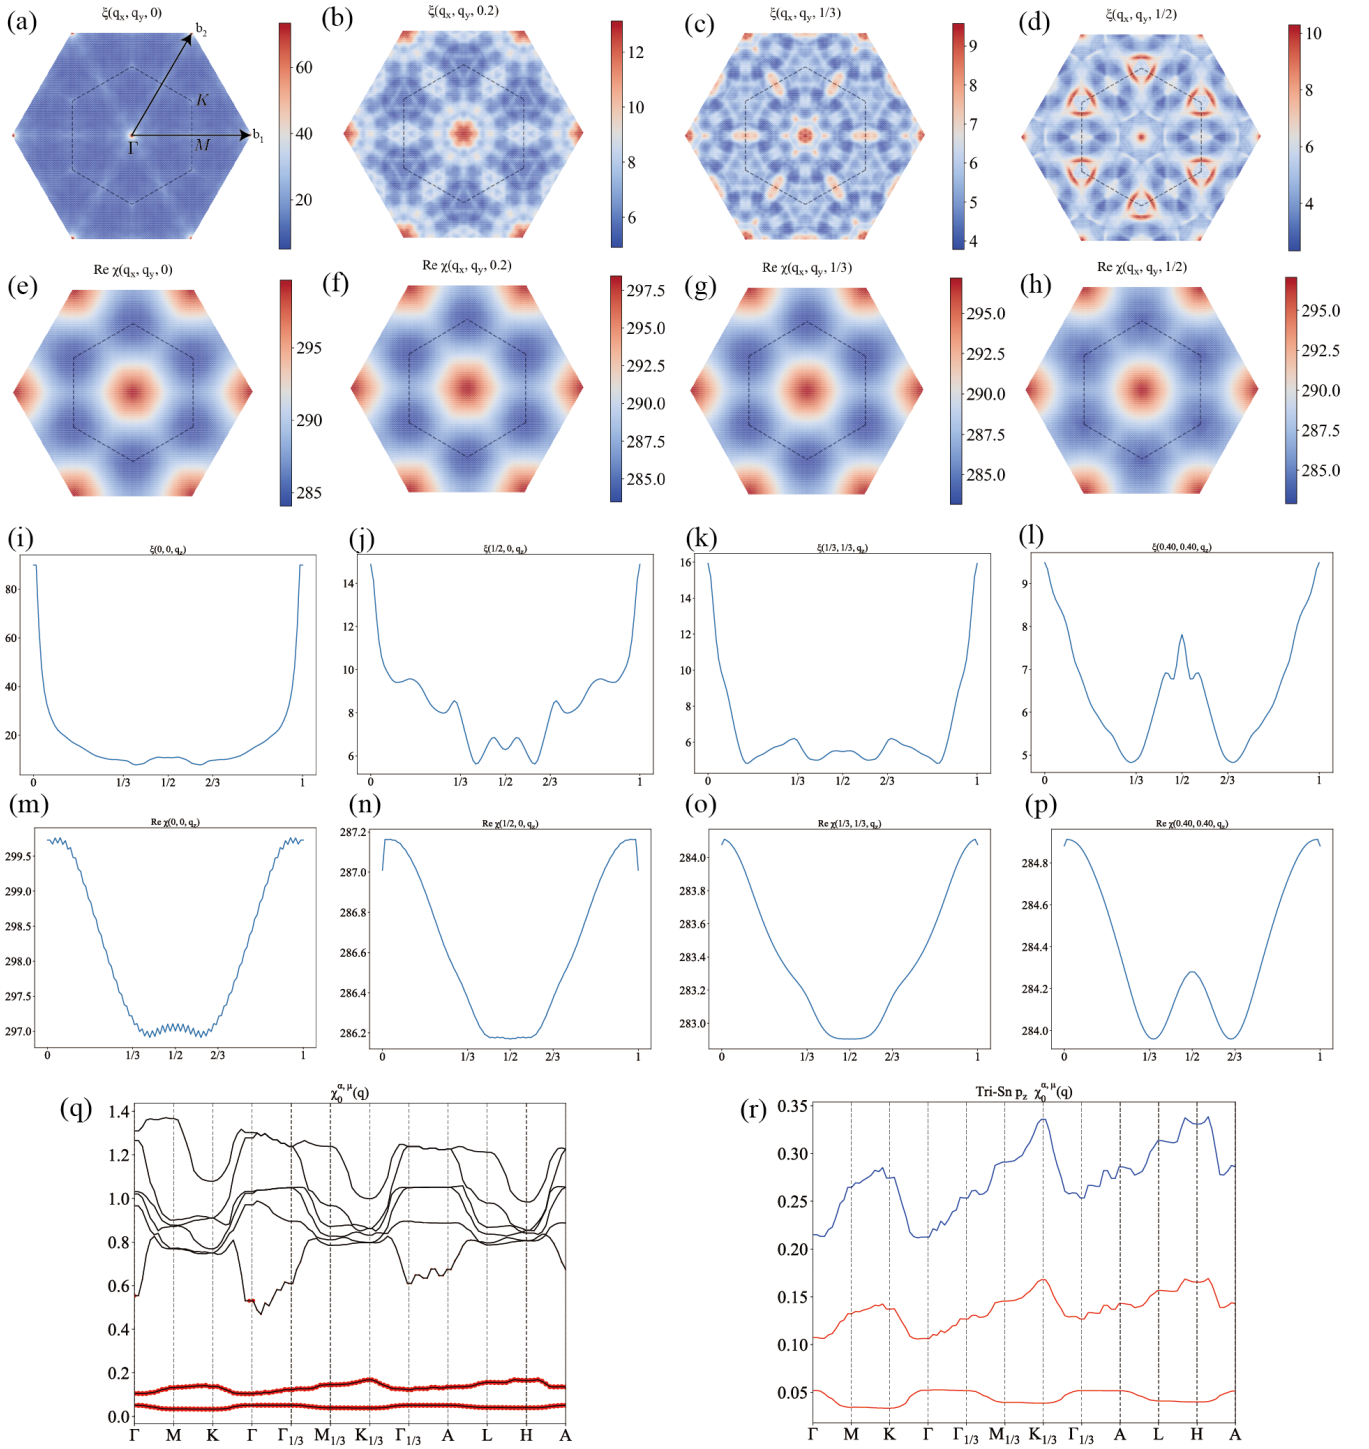 (a) ξ(qx, qy, 0)
b2
K
Γ
M
b1
60
40
20
(b) ξ(qx, qy, 0.2)
12
10
8
6
(c) ξ(qx, qy, 1/3)
9
8
7
6
5
4
(d) ξ(qx, qy, 1/2)
10
8
6
4
(e) Re χ(qx, qy, 0)
295
290
285
(f) Re χ(qx, qy, 0.2)
297.5
295.0
292.5
290.0
287.5
285.0
(g) Re χ(qx, qy, 1/3)
295.0
292.5
290.0
287.5
285.0
(h) Re χ(qx, qy, 1/2)
295.0
292.5
290.0
287.5
285.0
(i) ξ(0, 0, qz)
80
60
40
20
0 1/3 1/2 2/3 1
(j) ξ(1/2, 0, qz)
14
12
10
8
6
0 1/3 1/2 2/3 1
(k) ξ(1/3, 1/3, qz)
16
14
12
10
8
6
0 1/3 1/2 2/3 1
(l) ξ(0.40, 0.40, qz)
9
8
7
6
5
0 1/3 1/2 2/3 1
(m) Re χ(0, 0, qz)
299.5
299.0
298.5
298.0
297.5
297.0
0 1/3 1/2 2/3 1
(n) Re χ(1/2, 0, qz)
287.2
287.0
286.8
286.6
286.4
286.2
0 1/3 1/2 2/3 1
(o) Re χ(1/3, 1/3, qz)
284.0
283.8
283.6
283.4
283.2
283.0
0 1/3 1/2 2/3 1
(p) Re χ(0.40, 0.40, qz)
284.8
284.6
284.4
284.2
284.0
0 1/3 1/2 2/3 1
(q) χ0^α, μ(q)
1.4
1.2
1.0
0.8
0.6
0.4
0.2
0.0
Γ M K Γ Γ1/3 M1/3 K1/3 Γ1/3 A L H A
(r) Tri-Sn pz χ0^α, μ(q)
0.35
0.30
0.25
0.20
0.15
0.10
0.05
Γ M K Γ Γ1/3 M1/3 K1/3 Γ1/3 A L H A